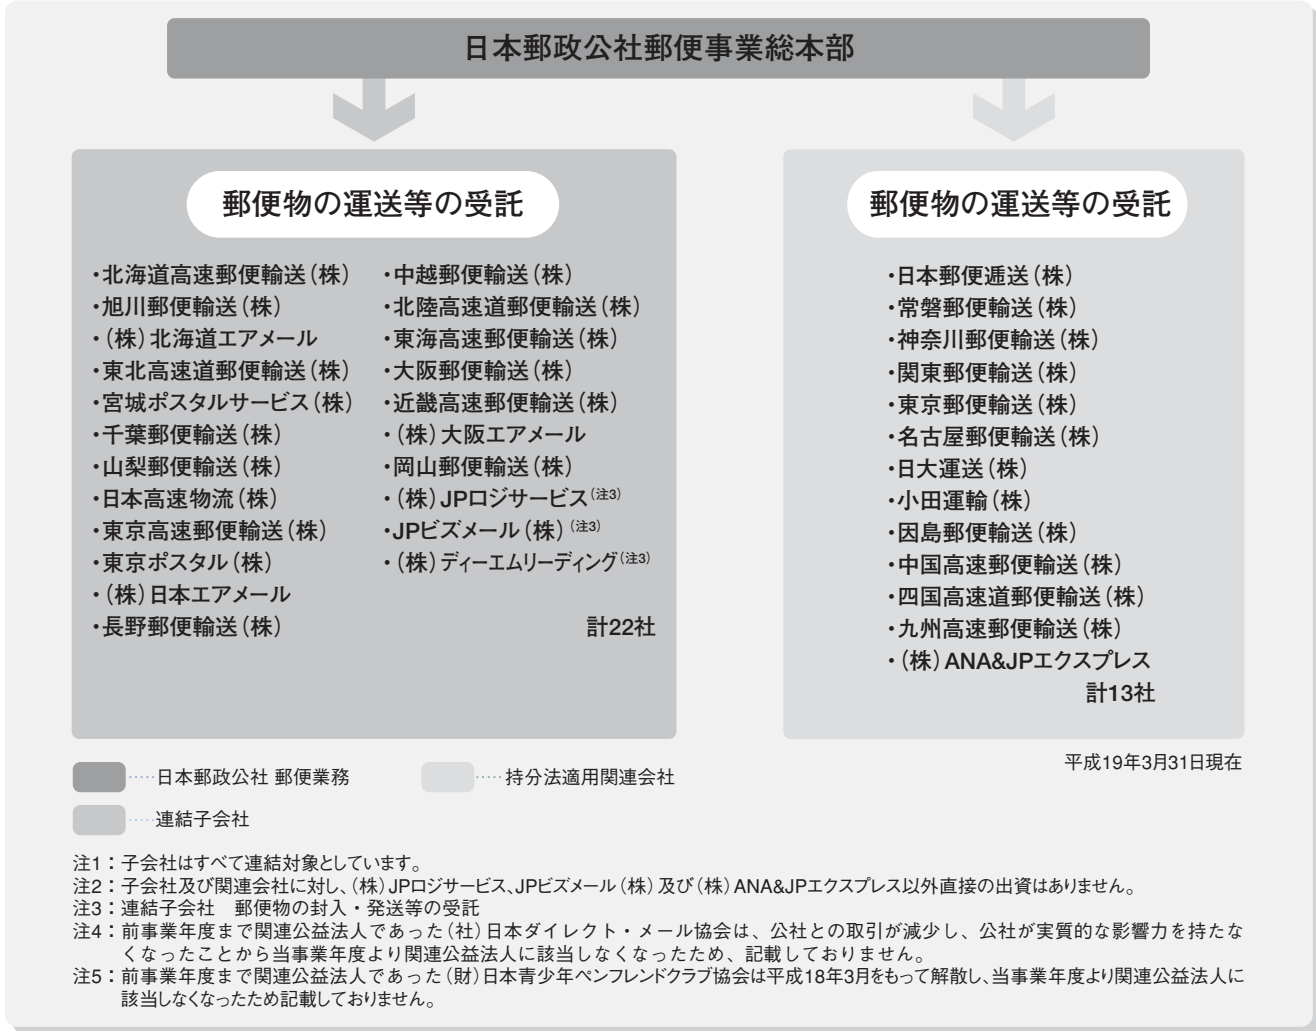 日本郵政公社郵便事業総本部
郵便物の運送等の受託
・北海道高速郵便輸送(株)
・旭川郵便輸送(株)
・(株)北海道エアメール
・東北高速道郵便輸送(株)
・宮城ポスタルサービス(株)
・千葉郵便輸送(株)
・山梨郵便輸送(株)
・日本高速物流(株)
・東京高速郵便輸送(株)
・東京ポスタル(株)
・(株)日本エアメール
・長野郵便輸送(株)
・中越郵便輸送(株)
・北陸高速道郵便輸送(株)
・東海高速郵便輸送(株)
・大阪郵便輸送(株)
・近畿高速郵便輸送(株)
・(株)大阪エアメール
・岡山郵便輸送(株)
・(株)JPロジサービス(注3)
・JPビズメール(株)(注3)
・(株)ディーエムリーディング(注3)
計22社
郵便物の運送等の受託
・日本郵便逓送(株)
・常磐郵便輸送(株)
・神奈川郵便輸送(株)
・関東郵便輸送(株)
・東京郵便輸送(株)
・名古屋郵便輸送(株)
・日大運送(株)
・小田運輸(株)
・因島郵便輸送(株)
・中国高速郵便輸送(株)
・四国高速道郵便輸送(株)
・九州高速郵便輸送(株)
・(株)ANA&JPエクスプレス
計13社
平成19年3月31日現在
……日本郵政公社 郵便業務
……持分法適用関連会社
……連結子会社
注1：子会社はすべて連結対象としています。
注2：子会社及び関連会社に対し、(株)JPロジサービス、JPビズメール(株)及び(株)ANA&JPエクスプレス以外直接の出資はありません。
注3：連結子会社　郵便物の封入・発送等の受託
注4：前事業年度まで関連公益法人であった(社)日本ダイレクト・メール協会は、公社との取引が減少し、公社が実質的な影響力を持たな
くなったことから当事業年度より関連公益法人に該当しなくなったため、記載しておりません。
注5：前事業年度まで関連公益法人であった(財)日本青少年ペンフレンドクラブ協会は平成18年3月をもって解散し、当事業年度より関連公益法人に
該当しなくなったため記載しておりません。